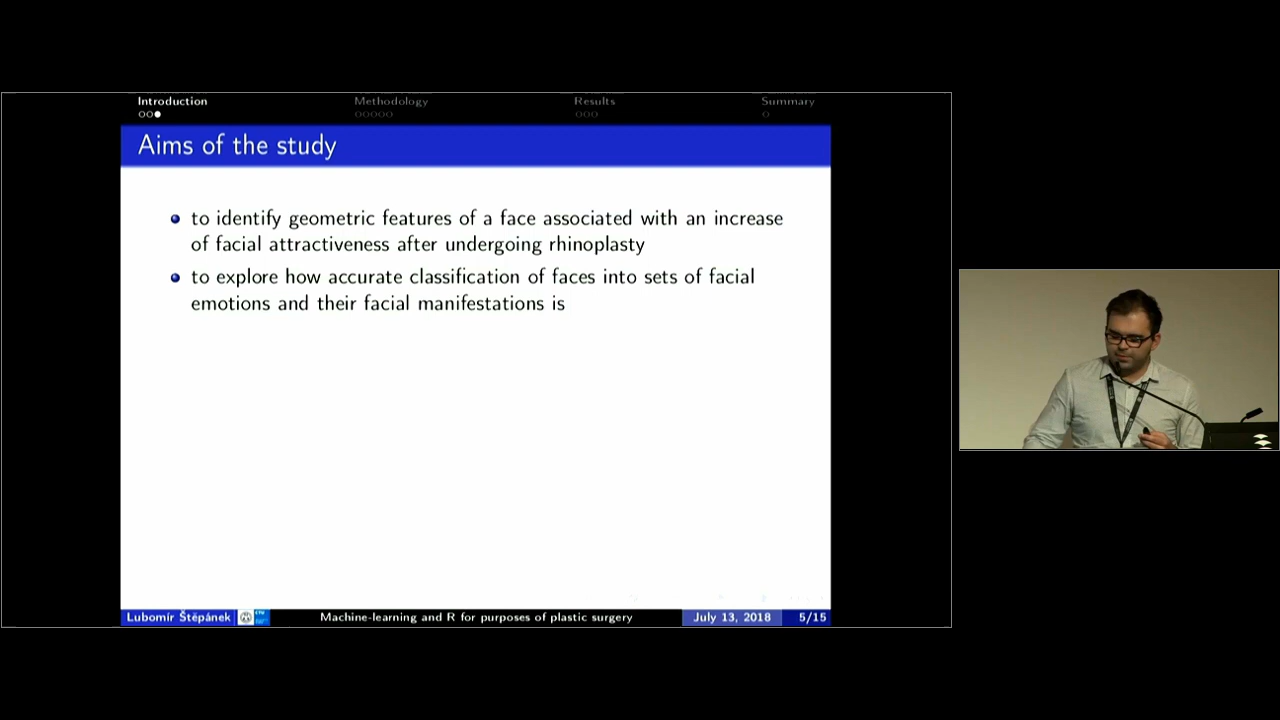 Introduction Methodology Results Summary
Aims of the study
to identify geometric features of a face associated with an increase
of facial attractiveness after undergoing rhinoplasty
to explore how accurate classification of faces into sets of facial
emotions and their facial manifestations is
Lubomír Štěpánek Machine-learning and R for purposes of plastic surgery July 13, 2018 5/15